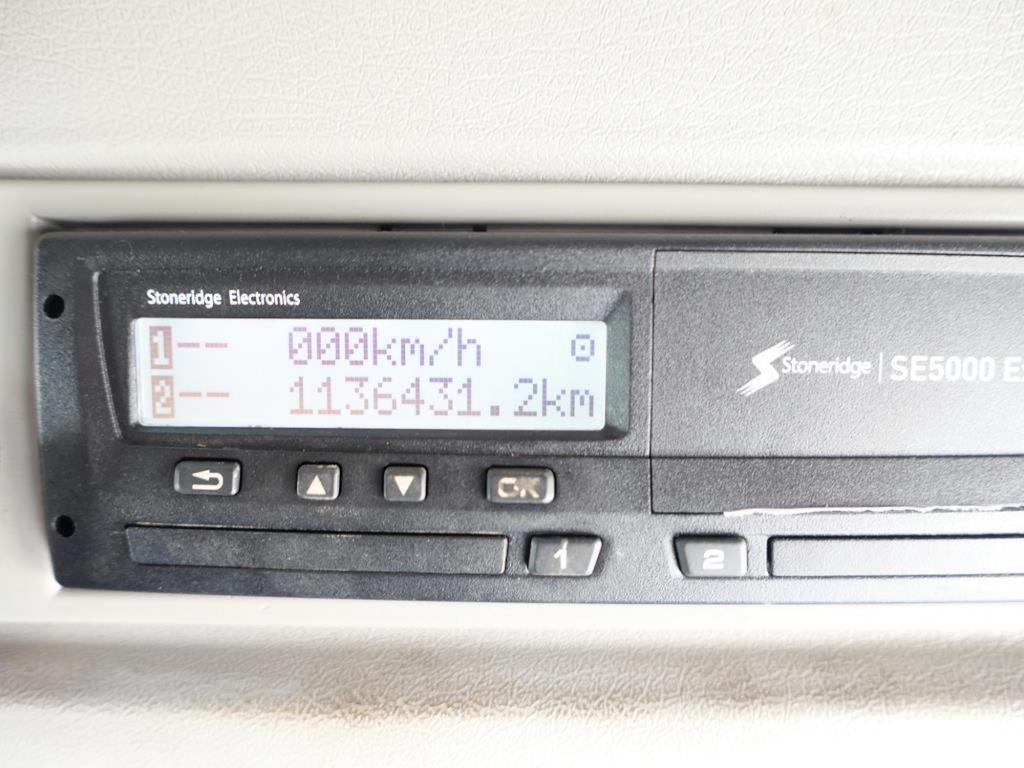 Stoneridge Electronics
1-- 000km/h
2-- 1136431.2km
Stoneridge | SE5000
OK
1
2